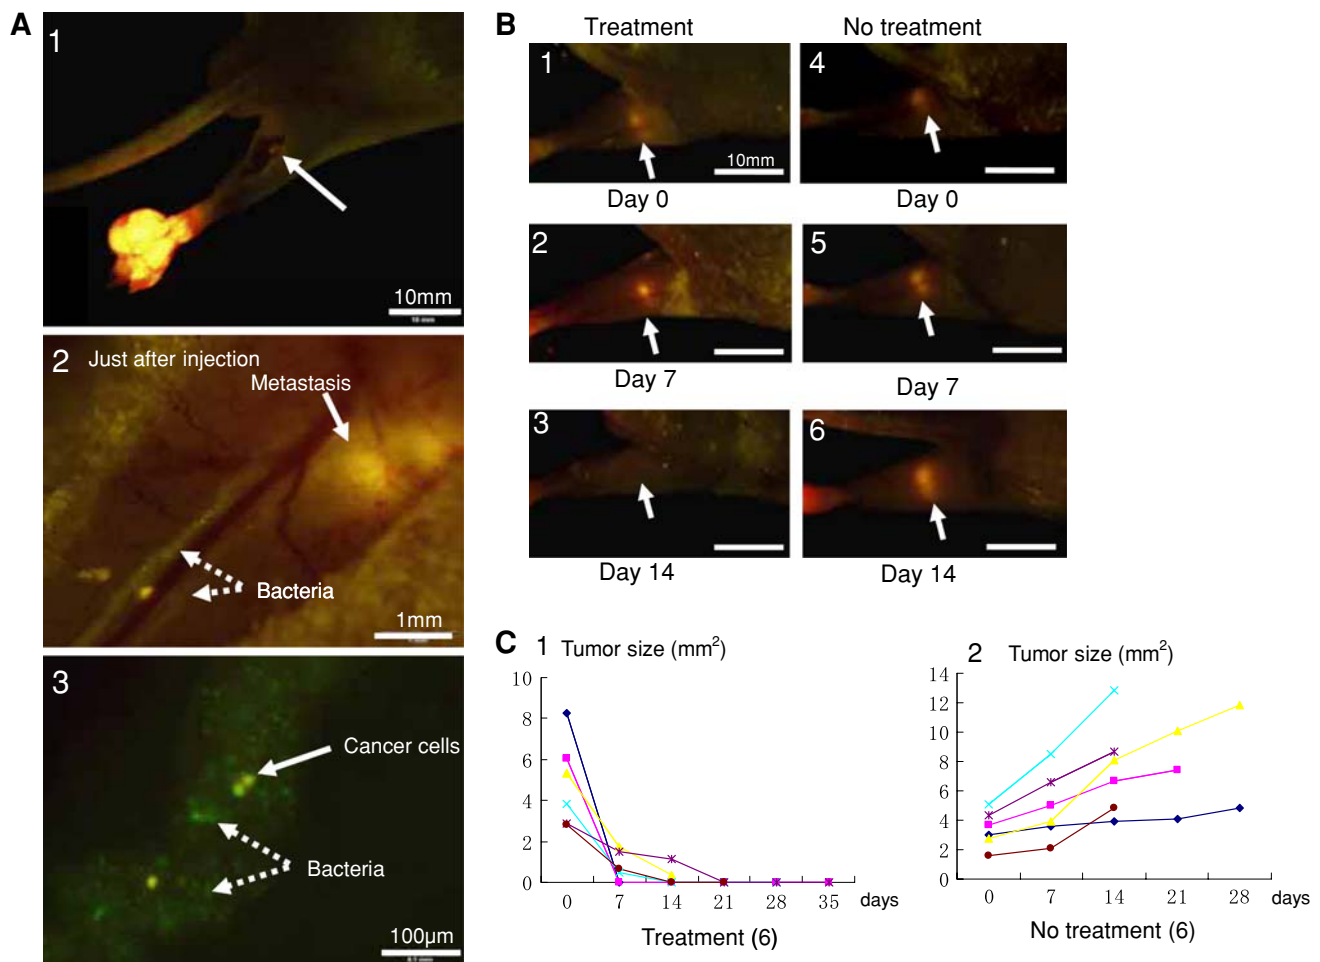 A
1
10mm
2 Just after injection
Metastasis
Bacteria
1mm
3
Cancer cells
Bacteria
100µm
B Treatment No treatment
1
10mm
Day 0
4
Day 0
2
Day 7
5
Day 7
3
Day 14
6
Day 14
C 1 Tumor size (mm²)
10
8
6
4
2
0
0 7 14 21 28 35 days
Treatment (6)
2 Tumor size (mm²)
14
12
10
8
6
4
2
0
0 7 14 21 28 days
No treatment (6)